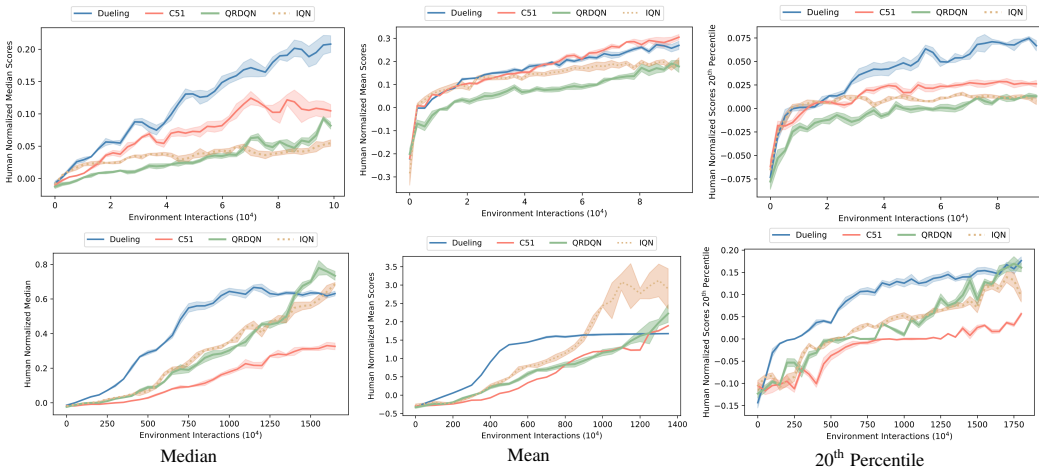 Dueling C51 QRDQN IQN
Human Normalized Median Scores
0.20
0.15
0.10
0.05
0.00
0 2 4 6 8 10
Environment Interactions (10⁴)
Dueling C51 QRDQN IQN
Human Normalized Mean Scores
0.3
0.2
0.1
0.0
−0.1
−0.2
−0.3
0 2 4 6 8
Environment Interactions (10⁴)
Dueling C51 QRDQN IQN
Human Normalized Scores 20ᵗʰ Percentile
0.075
0.050
0.025
0.000
−0.025
−0.050
−0.075
0 2 4 6 8
Environment Interactions (10⁴)
Dueling C51 QRDQN IQN
Human Normalized Median
0.8
0.6
0.4
0.2
0.0
0 250 500 750 1000 1250 1500
Environment Interactions (10⁴)
Median
Dueling C51 QRDQN IQN
Human Normalized Mean Scores
3.5
3.0
2.5
2.0
1.5
1.0
0.5
0.0
−0.5
0 200 400 600 800 1000 1200 1400
Environment Interactions (10⁴)
Mean
Dueling C51 QRDQN IQN
Human Normalized Scores 20ᵗʰ Percentile
0.20
0.15
0.10
0.05
0.00
−0.05
−0.10
−0.15
0 250 500 750 1000 1250 1500 1750
Environment Interactions (10⁴)
20ᵗʰ Percentile